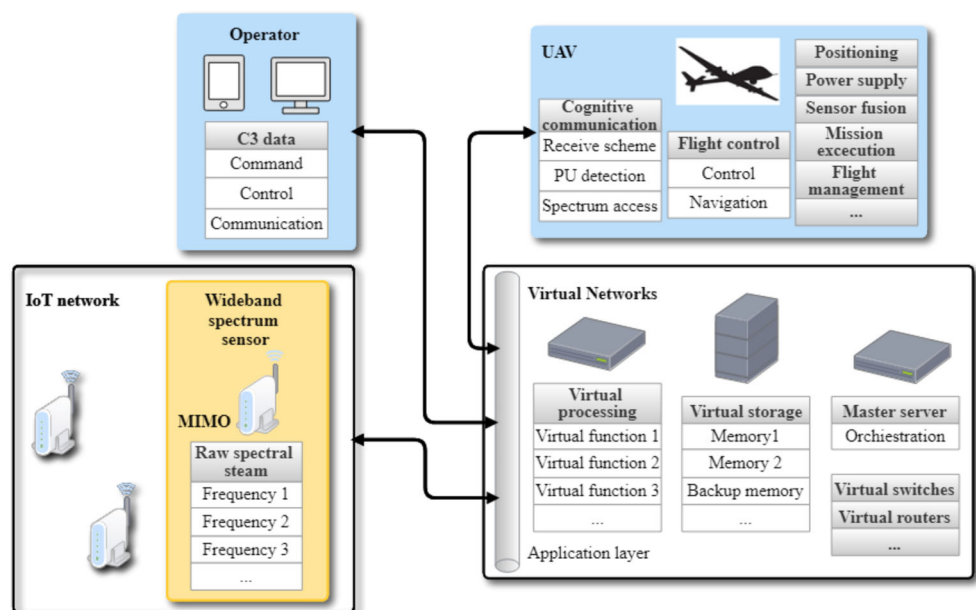 Operator
C3 data
Command
Control
Communication
UAV
Cognitive
communication
Receive scheme
PU detection
Spectrum access
Flight control
Control
Navigation
Positioning
Power supply
Sensor fusion
Mission
excecution
Flight
management
...
IoT network
Wideband
spectrum
sensor
MIMO
Raw spectral
steam
Frequency 1
Frequency 2
Frequency 3
...
Virtual Networks
Virtual
processing
Virtual function 1
Virtual function 2
Virtual function 3
...
Virtual storage
Memory1
Memory 2
Backup memory
...
Master server
Orchiestration
Virtual switches
Virtual routers
...
Application layer